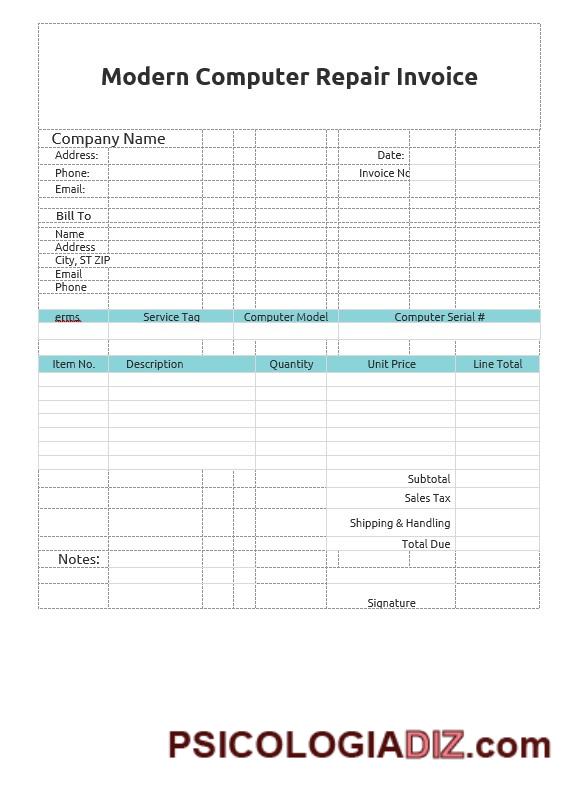 Modern Computer Repair Invoice
Company Name
Address: Date:
Phone: Invoice No
Email:
Bill To
Name
Address
City, ST ZIP
Email
Phone
erms Service Tag Computer Model Computer Serial #
Item No. Description Quantity Unit Price Line Total
Subtotal
Sales Tax
Shipping & Handling
Total Due
Notes:
Signature
PSICOLOGIADIZ.com